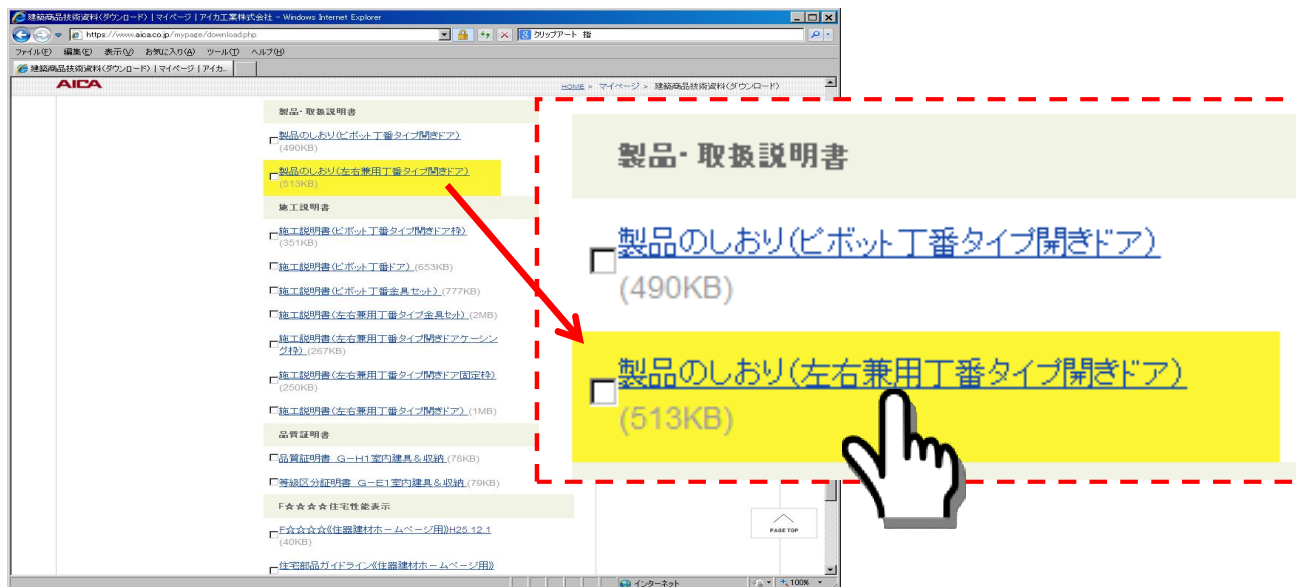 建築商品技術資料(ダウンロード) | マイページ | アイカ工業株式会社 - Windows Internet Explorer
https://www.aica.co.jp/mypage/download.php
クリップアート 指
ファイル(F) 編集(E) 表示(V) お気に入り(A) ツール(T) ヘルプ(H)
建築商品技術資料(ダウンロード) | マイページ | アイカ...
AICA
HOME > マイページ > 建築商品技術資料(ダウンロード)
製品・取扱説明書
製品のしおり(ピボット丁番タイプ開きドア)
(490KB)
製品のしおり(左右兼用丁番タイプ開きドア)
(513KB)
施工説明書
施工説明書(ピボット丁番タイプ開きドア枠)
(351KB)
施工説明書(ピボット丁番ドア) (653KB)
施工説明書(ピボット丁番金具セット) (777KB)
施工説明書(左右兼用丁番タイプ金具セット) (2MB)
施工説明書(左右兼用丁番タイプ開きドアケーシン
グ枠) (267KB)
施工説明書(左右兼用丁番タイプ開きドア固定枠)
(250KB)
施工説明書(左右兼用丁番タイプ開きドア) (1MB)
品質証明書
品質証明書 G-H1室内建具&収納 (78KB)
等級区分証明書 G-E1室内建具&収納 (79KB)
F☆☆☆☆住宅性能表示
F☆☆☆☆《住器建材ホームページ用》H25.12.1
(40KB)
住宅部品ガイドライン《住器建材ホームページ用》
製品・取扱説明書
製品のしおり(ピボット丁番タイプ開きドア)
(490KB)
製品のしおり(左右兼用丁番タイプ開きドア)
(513KB)
PAGE TOP
インターネット
100%